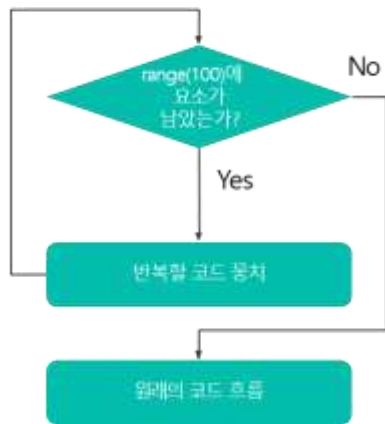 range(100)에
요소가
남았는가?
No
Yes
반복할 코드 뭉치
원래의 코드 흐름